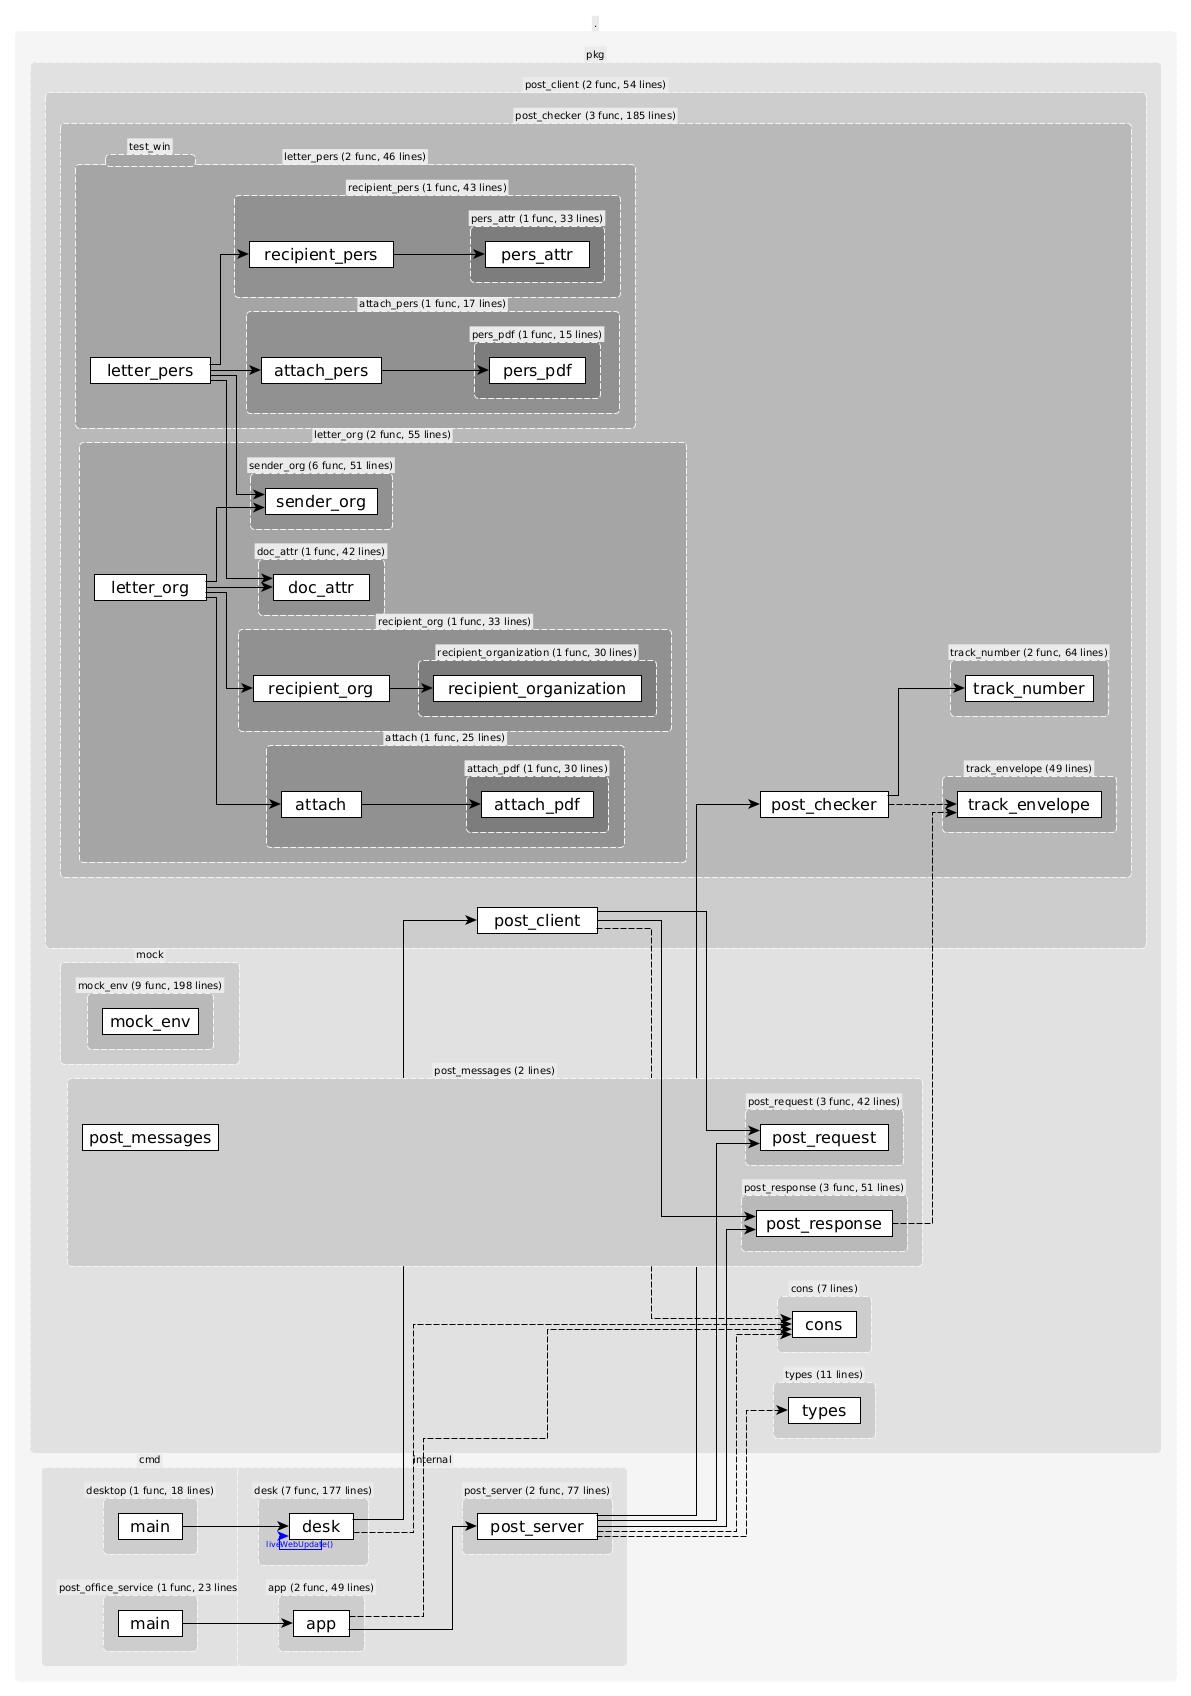 .
pkg
post_client (2 func, 54 lines)
post_checker (3 func, 185 lines)
test_win
letter_pers (2 func, 46 lines)
recipient_pers (1 func, 43 lines)
pers_attr (1 func, 33 lines)
recipient_pers
pers_attr
attach_pers (1 func, 17 lines)
pers_pdf (1 func, 15 lines)
letter_pers
attach_pers
pers_pdf
letter_org (2 func, 55 lines)
sender_org (6 func, 51 lines)
sender_org
doc_attr (1 func, 42 lines)
letter_org
doc_attr
recipient_org (1 func, 33 lines)
recipient_organization (1 func, 30 lines)
track_number (2 func, 64 lines)
recipient_org
recipient_organization
track_number
attach (1 func, 25 lines)
attach_pdf (1 func, 30 lines)
track_envelope (49 lines)
attach
attach_pdf
post_checker
track_envelope
post_client
mock
mock_env (9 func, 198 lines)
mock_env
post_messages (2 lines)
post_request (3 func, 42 lines)
post_messages
post_request
post_response (3 func, 51 lines)
post_response
cons (7 lines)
cons
types (11 lines)
types
cmd
internal
desktop (1 func, 18 lines)
desk (7 func, 177 lines)
post_server (2 func, 77 lines)
main
desk
post_server
liveWebUpdate()
post_office_service (1 func, 23 lines
app (2 func, 49 lines)
main
app